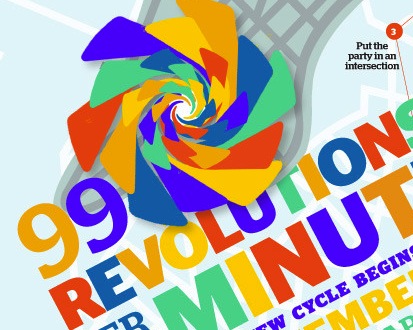 3
Put the
party in an
intersection
99
REVOLUTIONS
MINUT
NEW CYCLE BEGINS